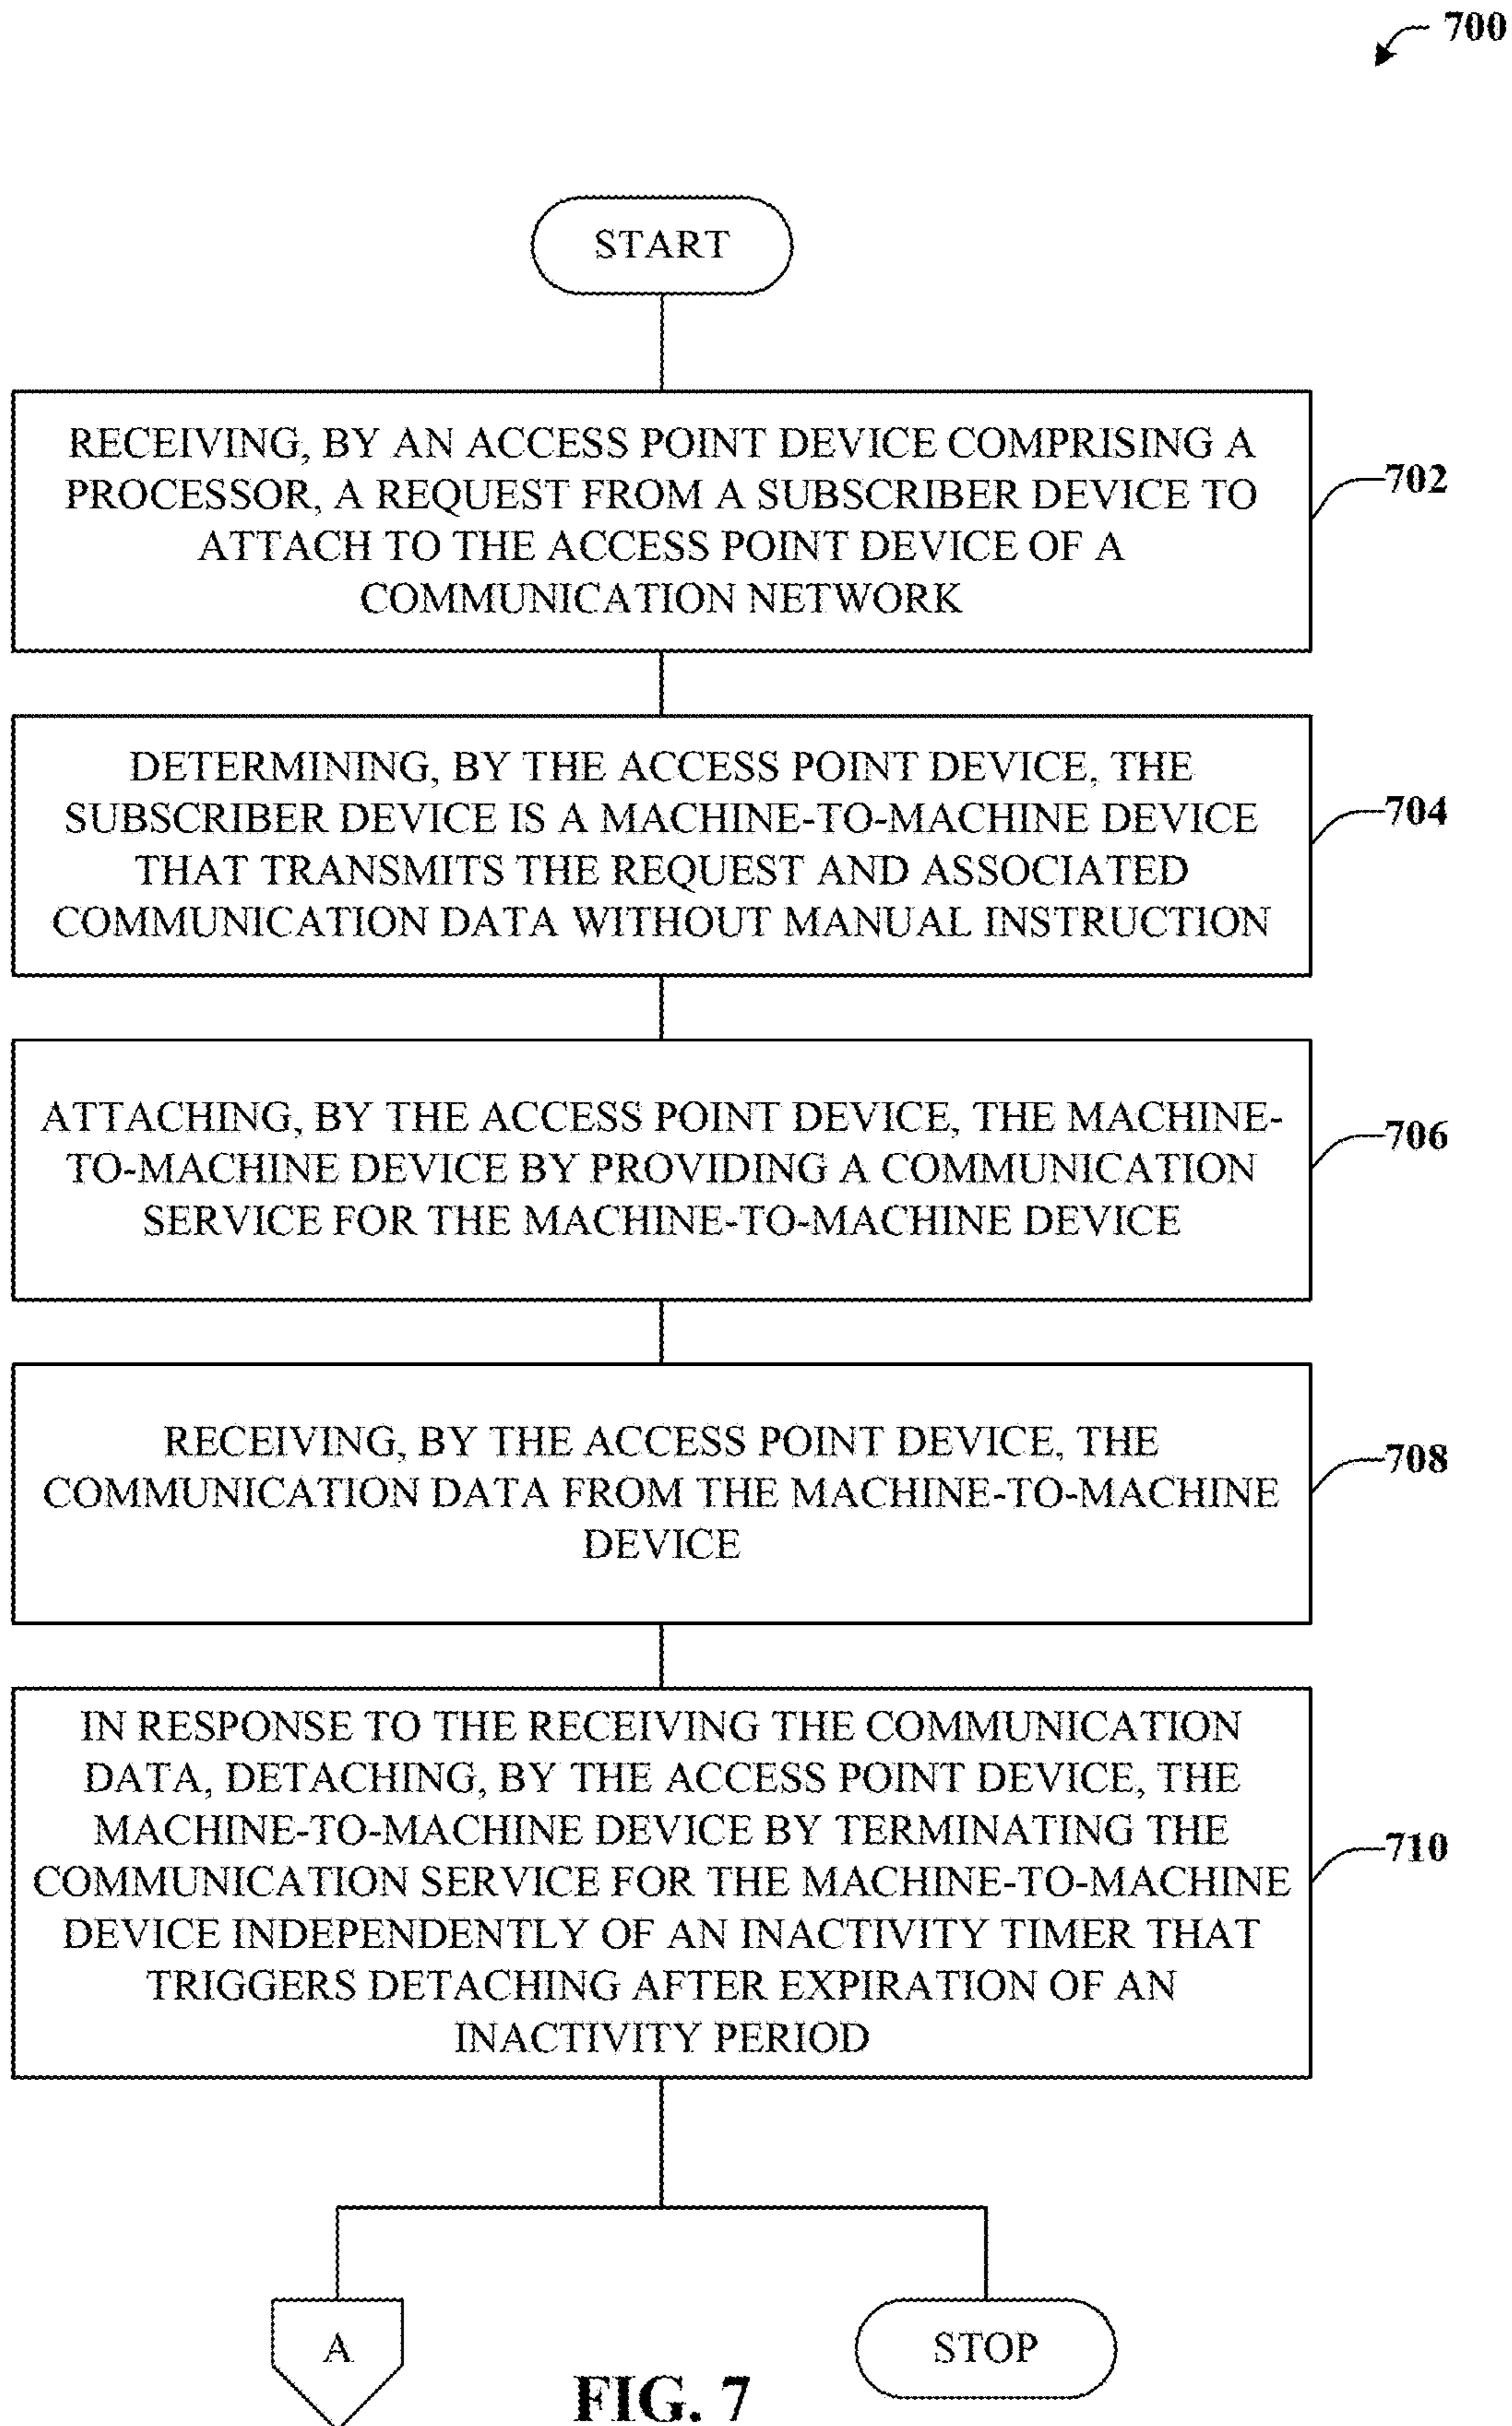 700
START
RECEIVING, BY AN ACCESS POINT DEVICE COMPRISING A
PROCESSOR, A REQUEST FROM A SUBSCRIBER DEVICE TO
ATTACH TO THE ACCESS POINT DEVICE OF A
COMMUNICATION NETWORK
702
DETERMINING, BY THE ACCESS POINT DEVICE, THE
SUBSCRIBER DEVICE IS A MACHINE-TO-MACHINE DEVICE
THAT TRANSMITS THE REQUEST AND ASSOCIATED
COMMUNICATION DATA WITHOUT MANUAL INSTRUCTION
704
ATTACHING, BY THE ACCESS POINT DEVICE, THE MACHINE-
TO-MACHINE DEVICE BY PROVIDING A COMMUNICATION
SERVICE FOR THE MACHINE-TO-MACHINE DEVICE
706
RECEIVING, BY THE ACCESS POINT DEVICE, THE
COMMUNICATION DATA FROM THE MACHINE-TO-MACHINE
DEVICE
708
IN RESPONSE TO THE RECEIVING THE COMMUNICATION
DATA, DETACHING, BY THE ACCESS POINT DEVICE, THE
MACHINE-TO-MACHINE DEVICE BY TERMINATING THE
COMMUNICATION SERVICE FOR THE MACHINE-TO-MACHINE
DEVICE INDEPENDENTLY OF AN INACTIVITY TIMER THAT
TRIGGERS DETACHING AFTER EXPIRATION OF AN
INACTIVITY PERIOD
710
A
STOP
FIG. 7